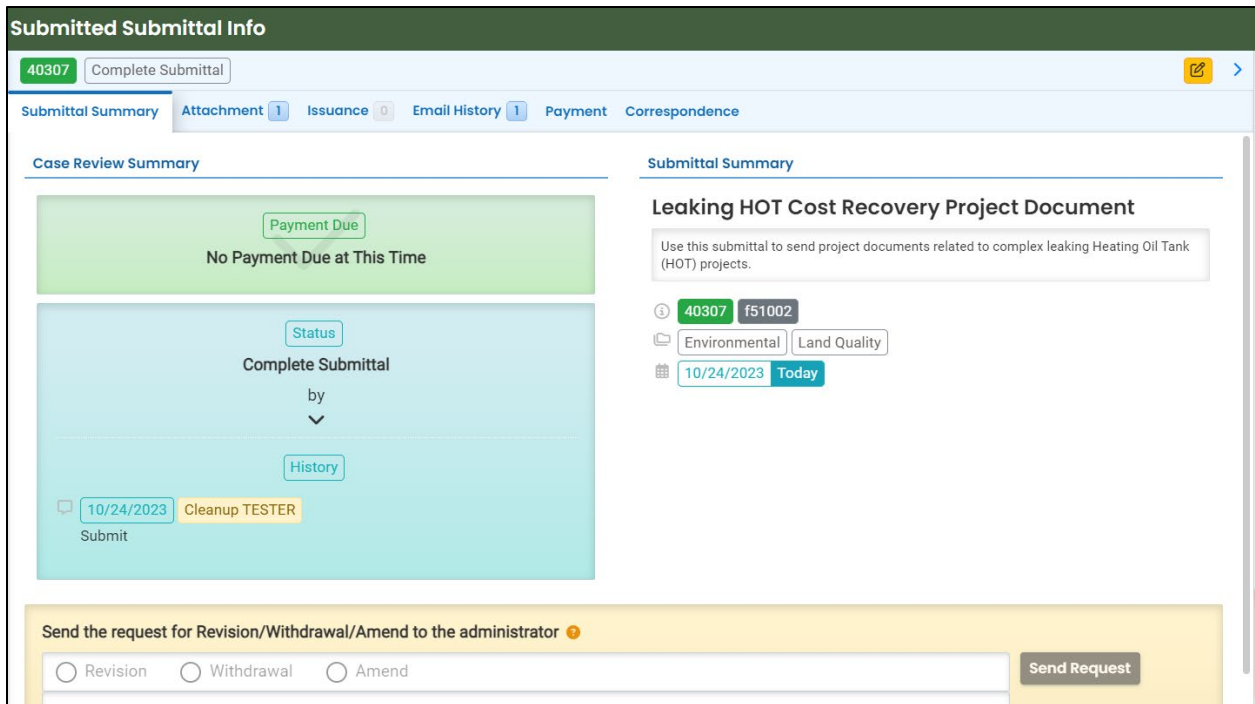 Submitted Submittal Info
40307 Complete Submittal
Submittal Summary Attachment 1 Issuance 0 Email History 1 Payment Correspondence
Case Review Summary
Payment Due
No Payment Due at This Time
Status
Complete Submittal
by
History
10/24/2023 Cleanup TESTER
Submit
Submittal Summary
Leaking HOT Cost Recovery Project Document
Use this submittal to send project documents related to complex leaking Heating Oil Tank
(HOT) projects.
40307 f51002
Environmental Land Quality
10/24/2023 Today
Send the request for Revision/Withdrawal/Amend to the administrator ?
Revision Withdrawal Amend Send Request